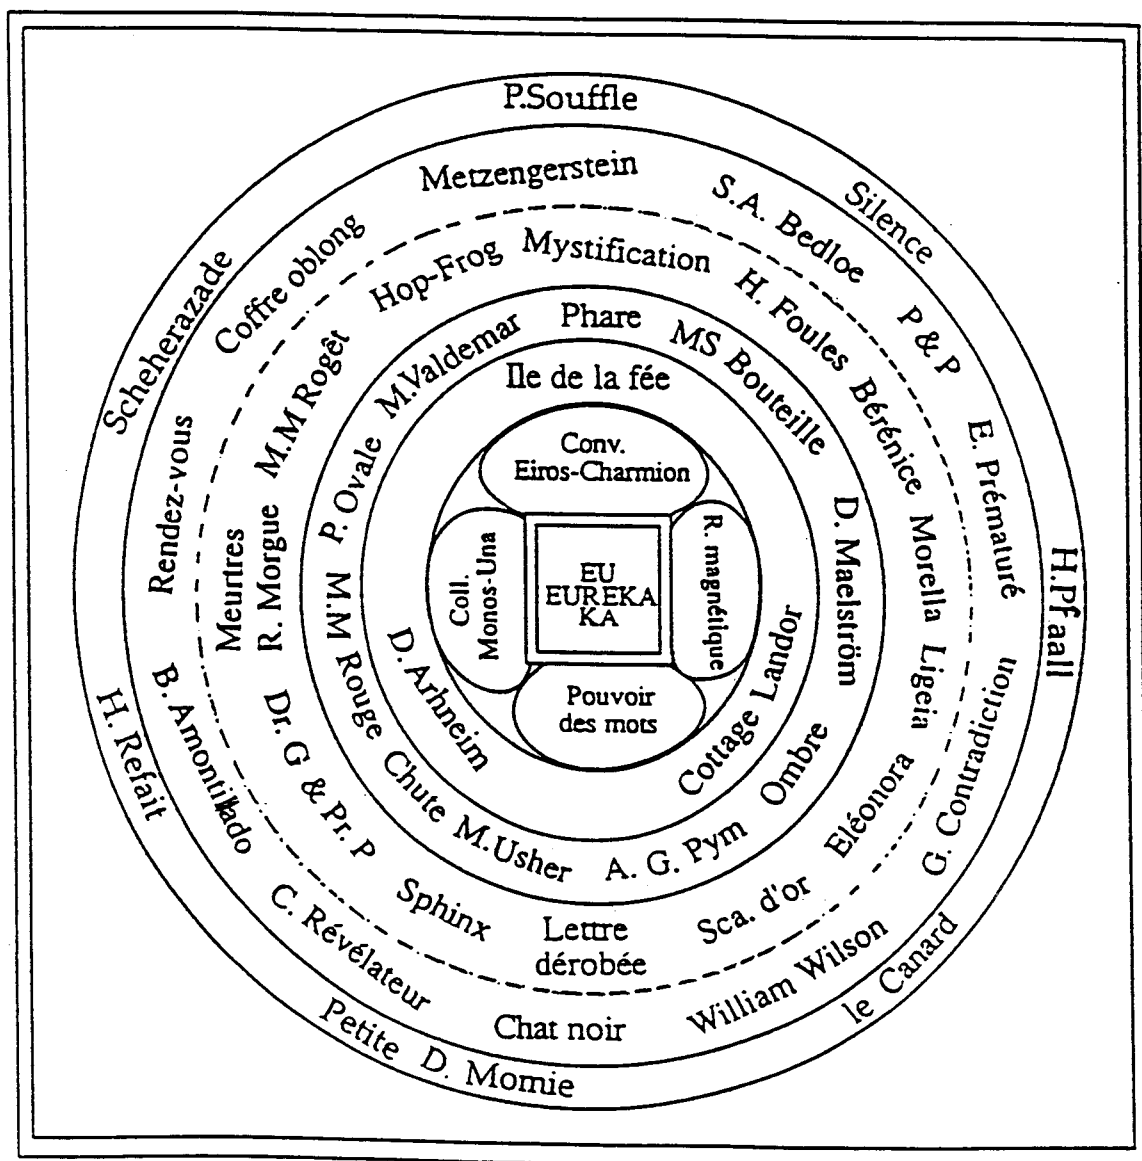 P.Souffle
Silence
H.Pfaall
le Canard
Petite D. Momie
H. Refait
Scheherazade
Metzengerstein
S.A. Bedloe
P & P
E. Prématuré
G. Contradiction
William Wilson
Chat noir
C. Révélateur
B. Amontillado
Rendez-vous
Coffre oblong
Mystification
H. Foules
Bérénice
Morella
Ligeia
Eléonora
Sca. d'or
Lettre
dérobée
Sphinx
Dr. G & Pr. P
Meurtres
R. Morgue
M.M Rogêt
Hop-Frog
Phare
MS Bouteille
D. Maelström
Ombre
A. G. Pym
Chute M.Usher
M.M Rouge
P. Ovale
M.Valdemar
Ile de la fée
Cottage Landor
D. Arhneim
Conv.
Eiros-Charmion
R. magnétique
Pouvoir
des mots
Coll.
Monos-Una
EU
EUREKA
KA